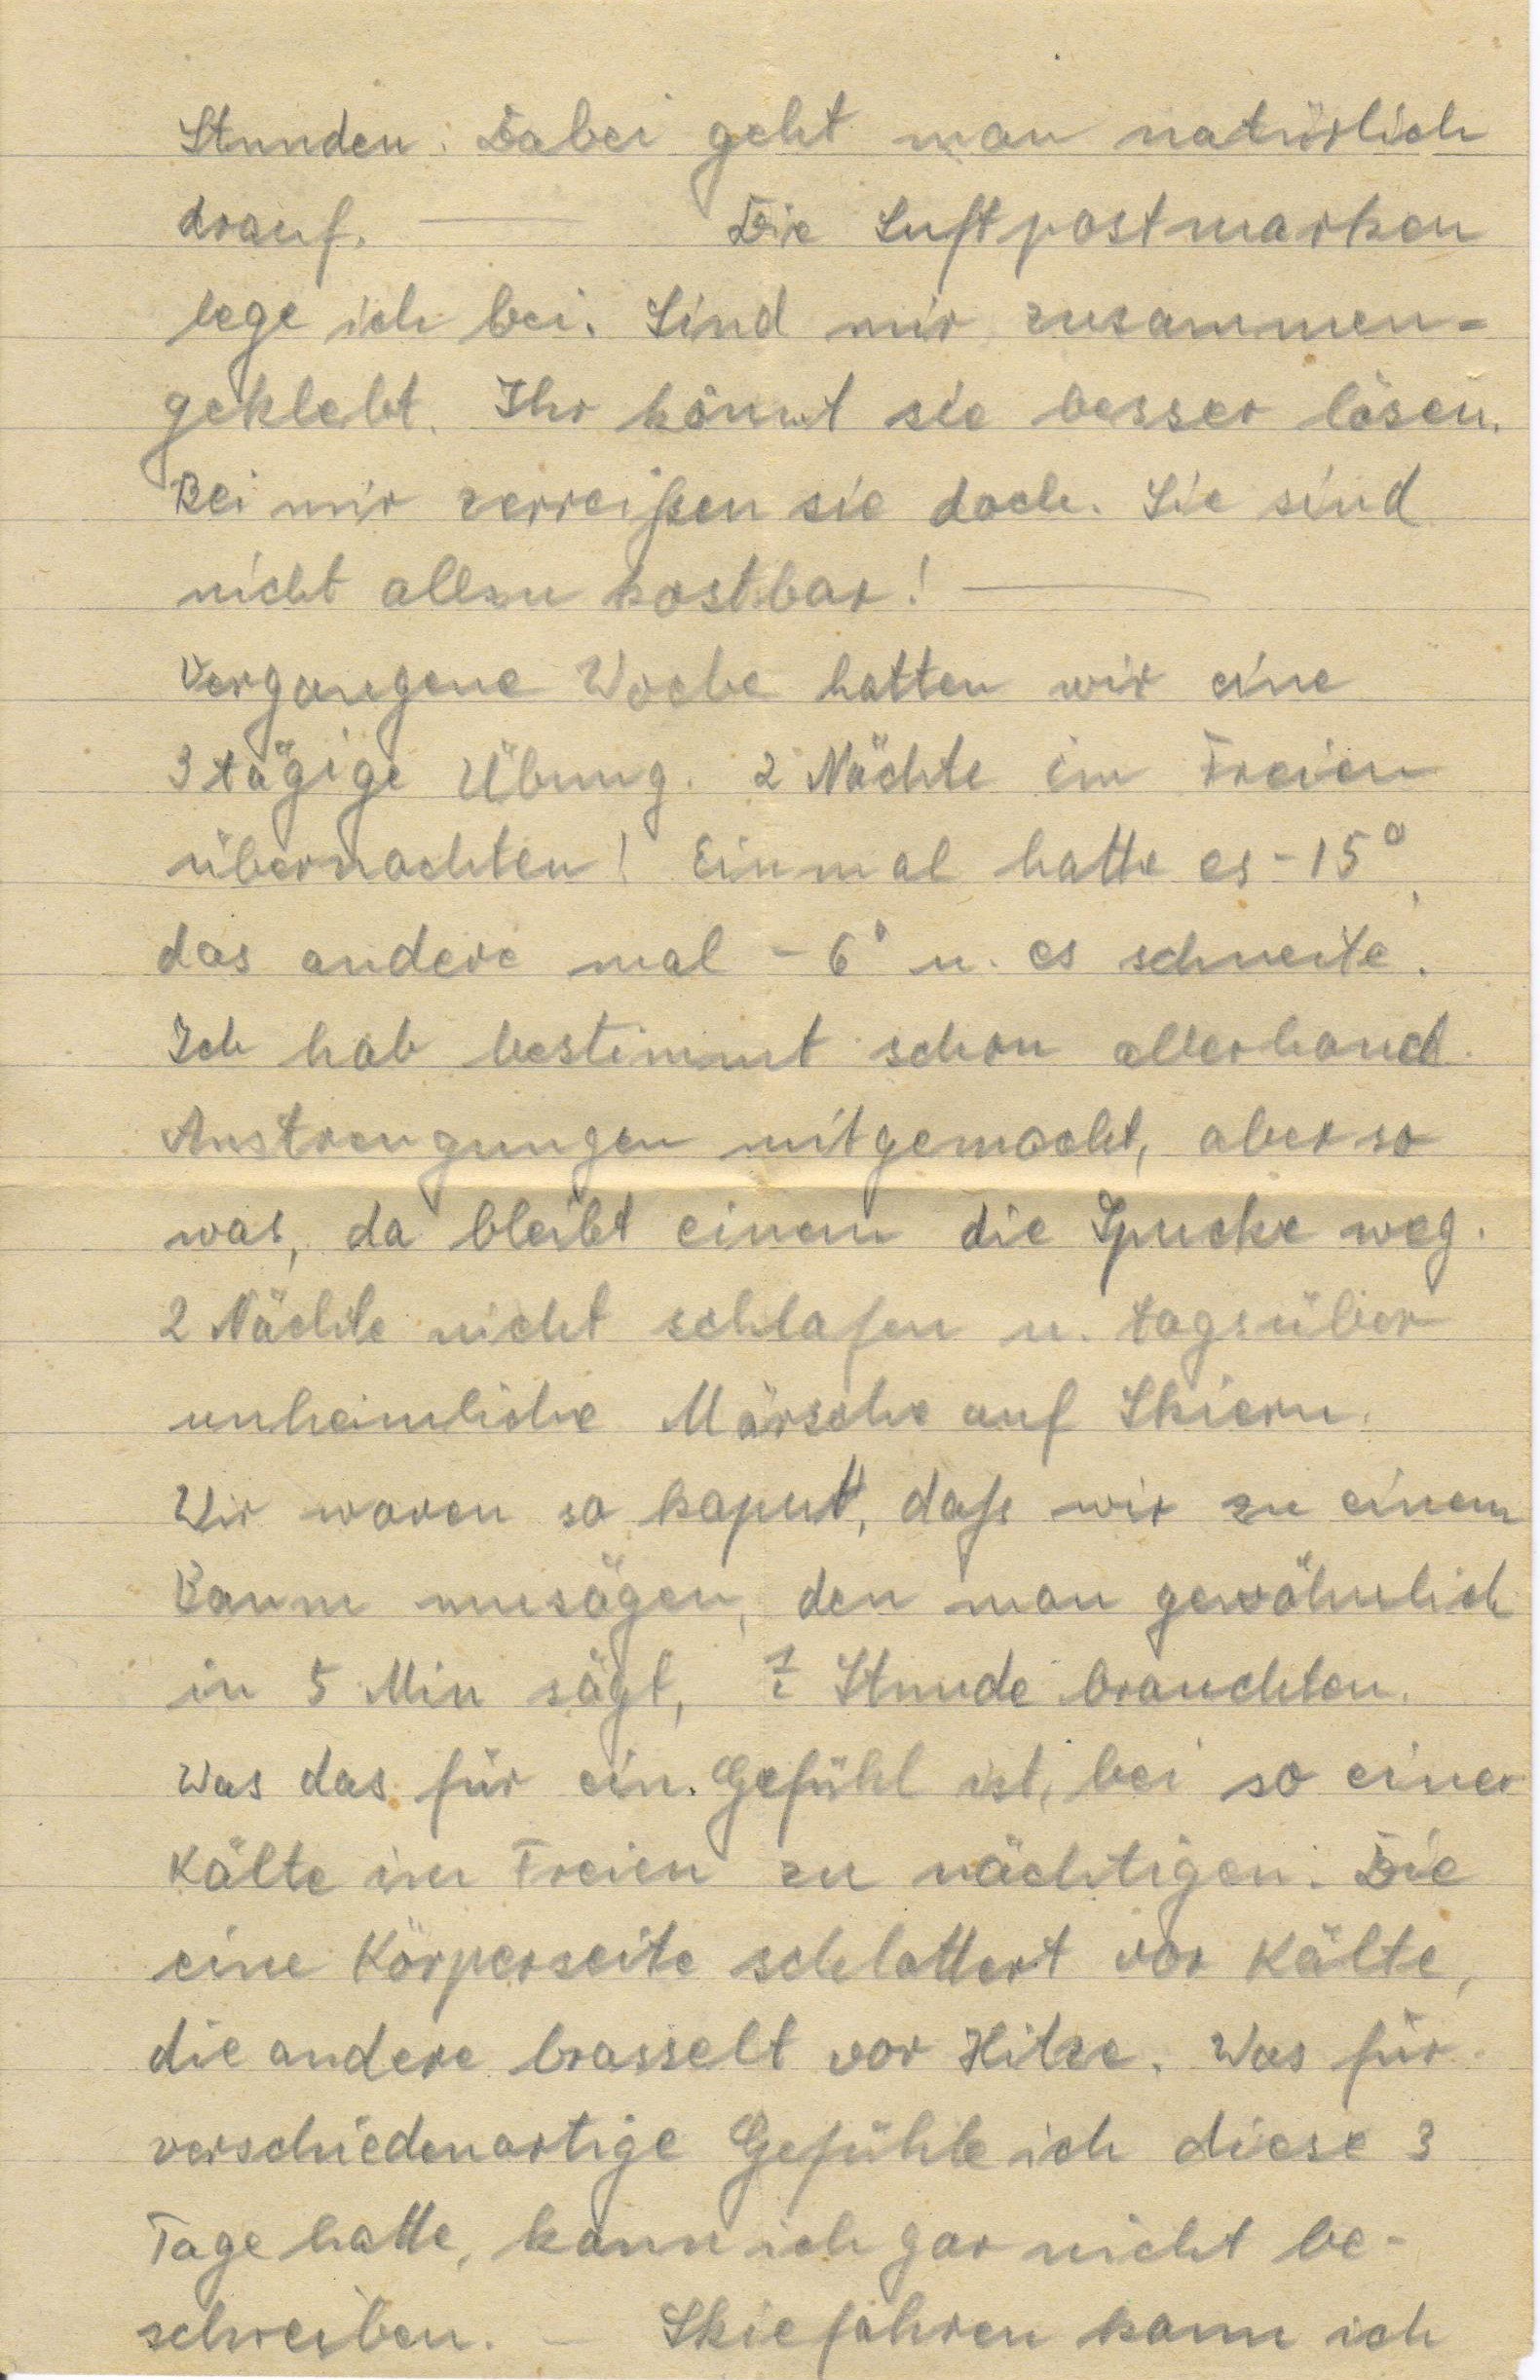 Stunden. Dabei geht man natürlich
drauf. — Die Luftpostmarken
lege ich bei. Sind mir zusammen-
geklebt. Ihr könnt sie besser lösen.
Bei mir zerreißen sie doch. Sie sind
nicht allzu kostbar! —
Vergangene Woche hatten wir eine
3 tägige Übung. 2 Nächte im Freien
übernachten! Einmal hatte es -15°,
das andere mal -6° u. es schneite.
Ich hab bestimmt schon allerhand
Anstrengungen mitgemacht, aber so
was, da bleibt einem die Spucke weg.
2 Nächte nicht schlafen u. tagsüber
unheimliche Märsche auf Skiern.
Wir waren so kaputt, daß wir zu einem
Baum umsägen, den man gewöhnlich
in 5 Min sägt, Stunde brauchten.
Was das für ein Gefühl ist, bei so einer
Kälte im Freien zu nächtigen. Die
eine Körperseite schlottert vor Kälte,
die andere brasselt vor Hitze. Was für
verschiedenartige Gefühle ich diese 3
Tage hatte, kann ich gar nicht be-
schreiben. — Skiefahren kann ich